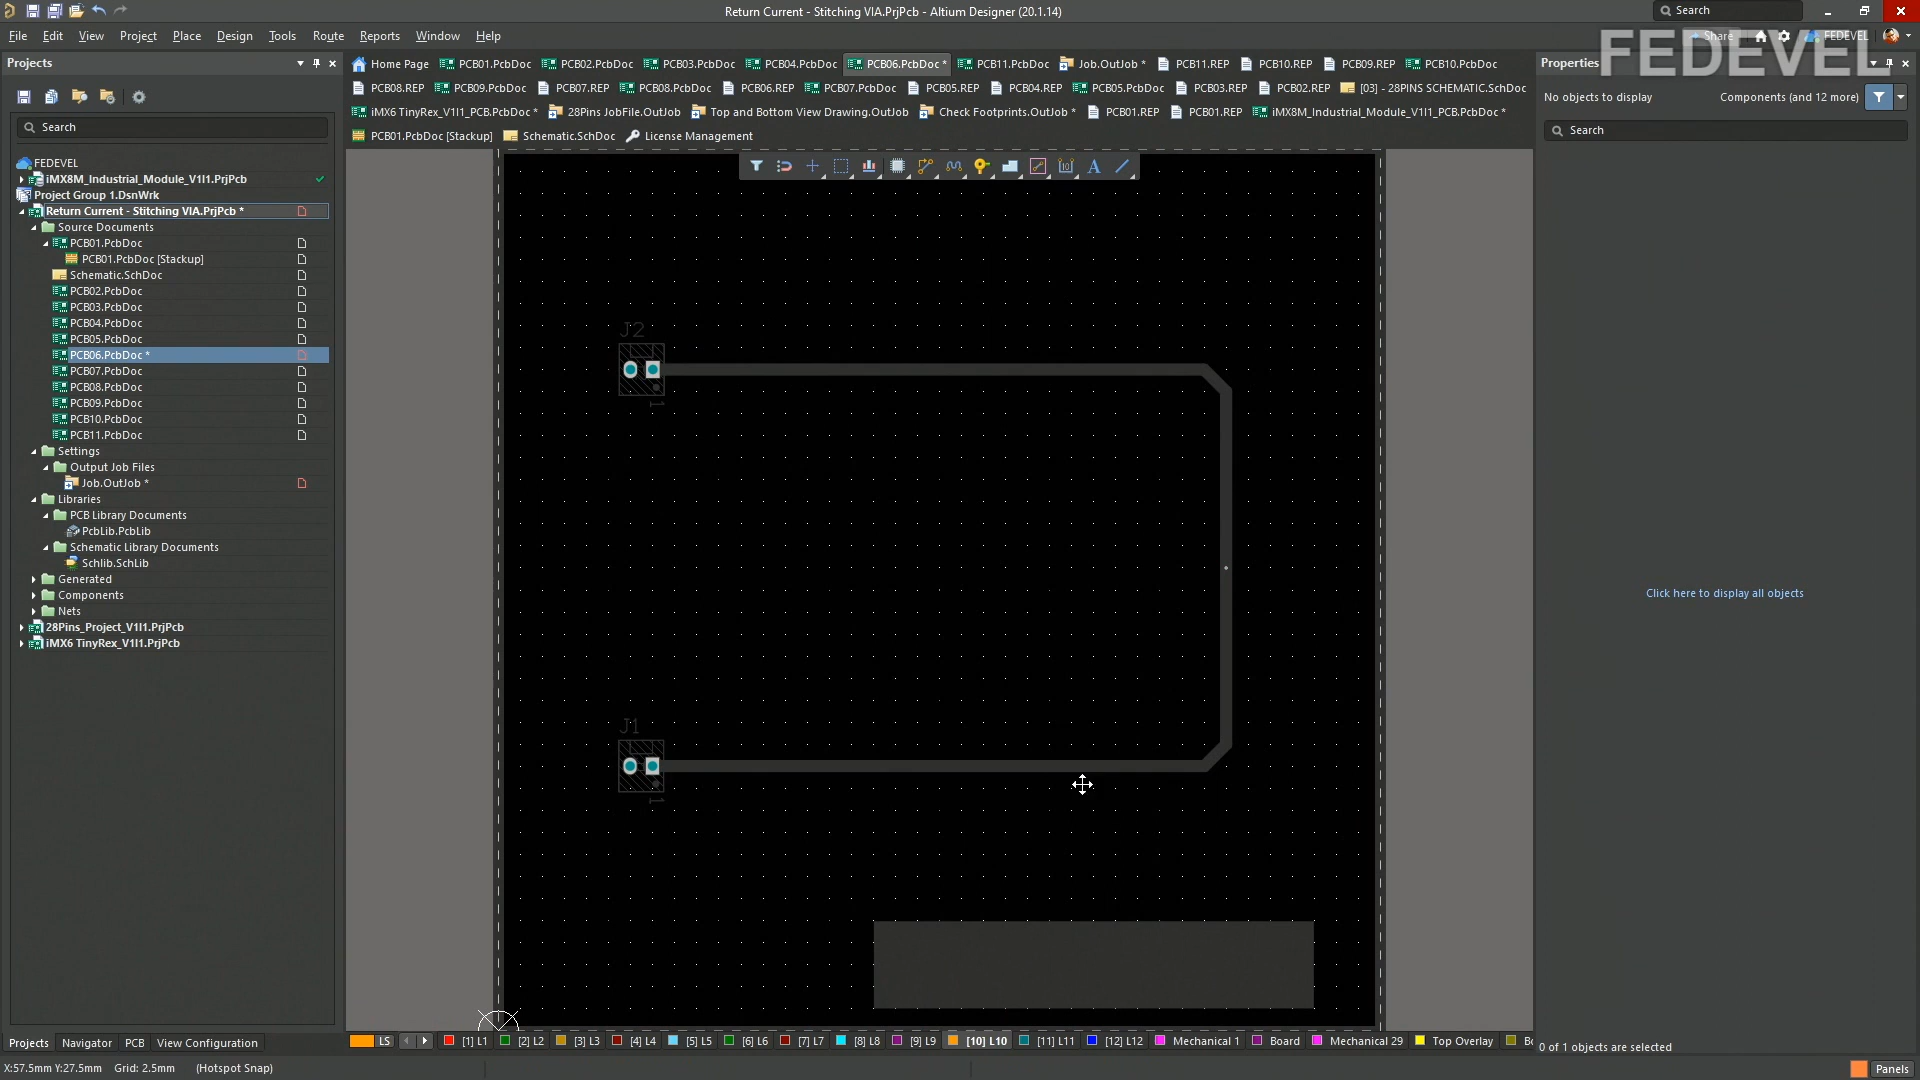 Return Current - Stitching VIA.PrjPcb - Altium Designer (20.1.14)
Search
File Edit View Project Place Design Tools Route Reports Window Help
Share
FEDEVEL
FEDEVEL
Projects
Home Page PCB01.PcbDoc PCB02.PcbDoc PCB03.PcbDoc PCB04.PcbDoc PCB06.PcbDoc * PCB11.PcbDoc Job.OutJob * PCB11.REP PCB10.REP PCB09.REP PCB10.PcbDoc
PCB08.REP PCB09.PcbDoc PCB07.REP PCB08.PcbDoc PCB06.REP PCB07.PcbDoc PCB05.REP PCB04.REP PCB05.PcbDoc PCB03.REP PCB02.REP [03] - 28PINS SCHEMATIC.SchDoc
iMX6 TinyRex_V1I1_PCB.PcbDoc * 28Pins JobFile.OutJob Top and Bottom View Drawing.OutJob Check Footprints.OutJob * PCB01.REP PCB01.REP iMX8M_Industrial_Module_V1I1_PCB.PcbDoc *
PCB01.PcbDoc [Stackup] Schematic.SchDoc License Management
Search
FEDEVEL
iMX8M_Industrial_Module_V1I1.PrjPcb
Project Group 1.DsnWrk
Return Current - Stitching VIA.PrjPcb *
Source Documents
PCB01.PcbDoc
PCB01.PcbDoc [Stackup]
Schematic.SchDoc
PCB02.PcbDoc
PCB03.PcbDoc
PCB04.PcbDoc
PCB05.PcbDoc
PCB06.PcbDoc *
PCB07.PcbDoc
PCB08.PcbDoc
PCB09.PcbDoc
PCB10.PcbDoc
PCB11.PcbDoc
Settings
Output Job Files
Job.OutJob *
Libraries
PCB Library Documents
PcbLib.PcbLib
Schematic Library Documents
Schlib.SchLib
Generated
Components
Nets
28Pins_Project_V1I1.PrjPcb
iMX6 TinyRex_V1I1.PrjPcb
Projects Navigator PCB View Configuration
J2
1
J1
1
Properties
No objects to display Components (and 12 more)
Search
Click here to display all objects
0 of 1 objects are selected
LS [1] L1 [2] L2 [3] L3 [4] L4 [5] L5 [6] L6 [7] L7 [8] L8 [9] L9 [10] L10 [11] L11 [12] L12 Mechanical 1 Board Mechanical 29 Top Overlay
X:57.5mm Y:27.5mm Grid: 2.5mm (Hotspot Snap)
Panels